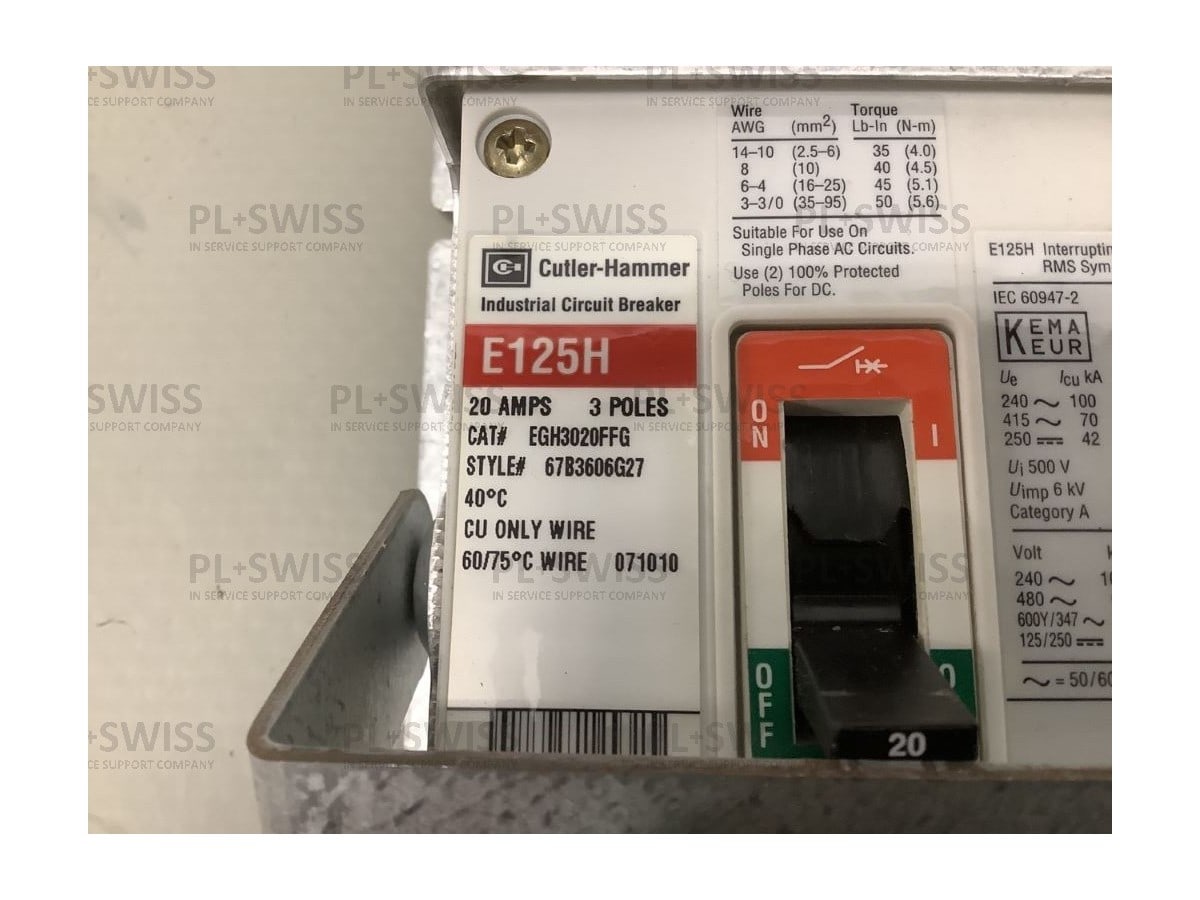 PL+SWISS
IN SERVICE SUPPORT COMPANY
Wire Torque
AWG (mm2) Lb-In (N-m)
14–10 (2.5–6) 35 (4.0)
8 (10) 40 (4.5)
6–4 (16–25) 45 (5.1)
3–3/0 (35–95) 50 (5.6)
Suitable For Use On
Single Phase AC Circuits.
Use (2) 100% Protected
Poles For DC.
Cutler-Hammer
Industrial Circuit Breaker
E125H
20 AMPS 3 POLES
CAT# EGH3020FFG
STYLE# 67B3606G27
40°C
CU ONLY WIRE
60/75°C WIRE 071010
ON I
OFF O
20
E125H
RMS Sym
IEC 60947-2
KEMA
KEUR
Ue Icu kA
240 ~ 100
415 ~ 70
250 ⎓ 42
Ui 500 V
Uimp 6 kV
Category A
Volt
240 ~
480 ~
600Y/347 ~
125/250 ⎓
~ = 50/60